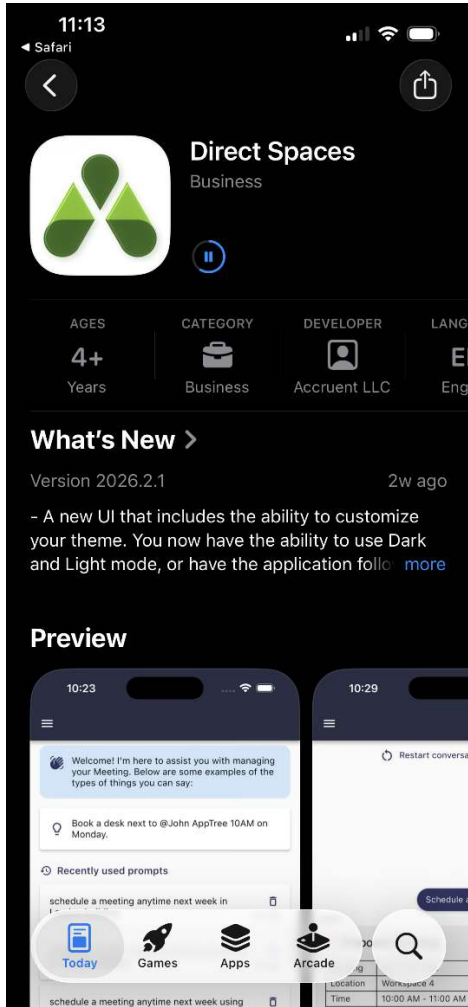 11:13
Safari
Direct Spaces
Business
AGES
CATEGORY
DEVELOPER
4+
Years
Business
Accruent LLC
What's New
Version 2026.2.1
2w ago
- A new UI that includes the ability to customize
your theme. You now have the ability to use Dark
and Light mode, or have the application
more
Preview
10:23
Welcome! I'm here to assist you with managing
your Meeting. Below are some examples of the
types of things you can say:
Book a desk next to @John AppTree 10AM on
Monday.
Recently used prompts
schedule a meeting anytime next week in
10:29
Restart
Schedule
Location
Workspace 4
Time
10:00 AM - 11:00 AM
Today
Games
Apps
Arcade
schedule a meeting anytime next week using